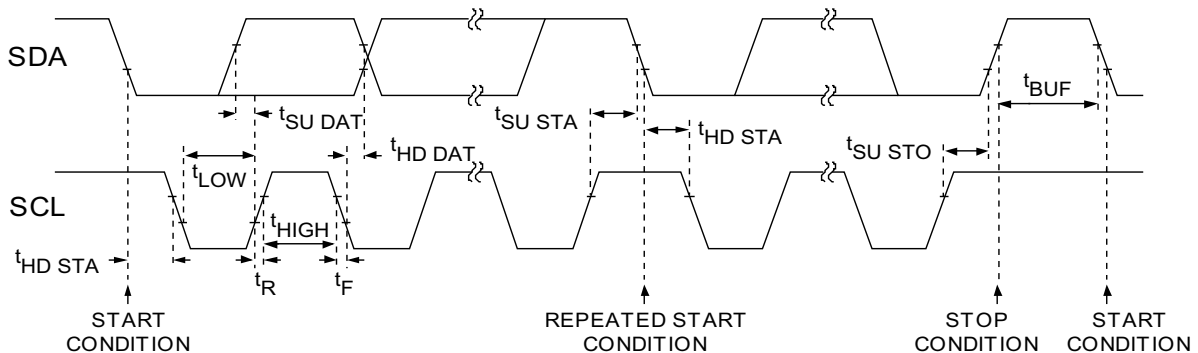 SDA
tSU DAT
tHD DAT
tSU STA
tHD STA
tSU STO
tBUF
SCL
tLOW
tHIGH
tHD STA
tR
tF
START
CONDITION
REPEATED START
CONDITION
STOP
CONDITION
START
CONDITION